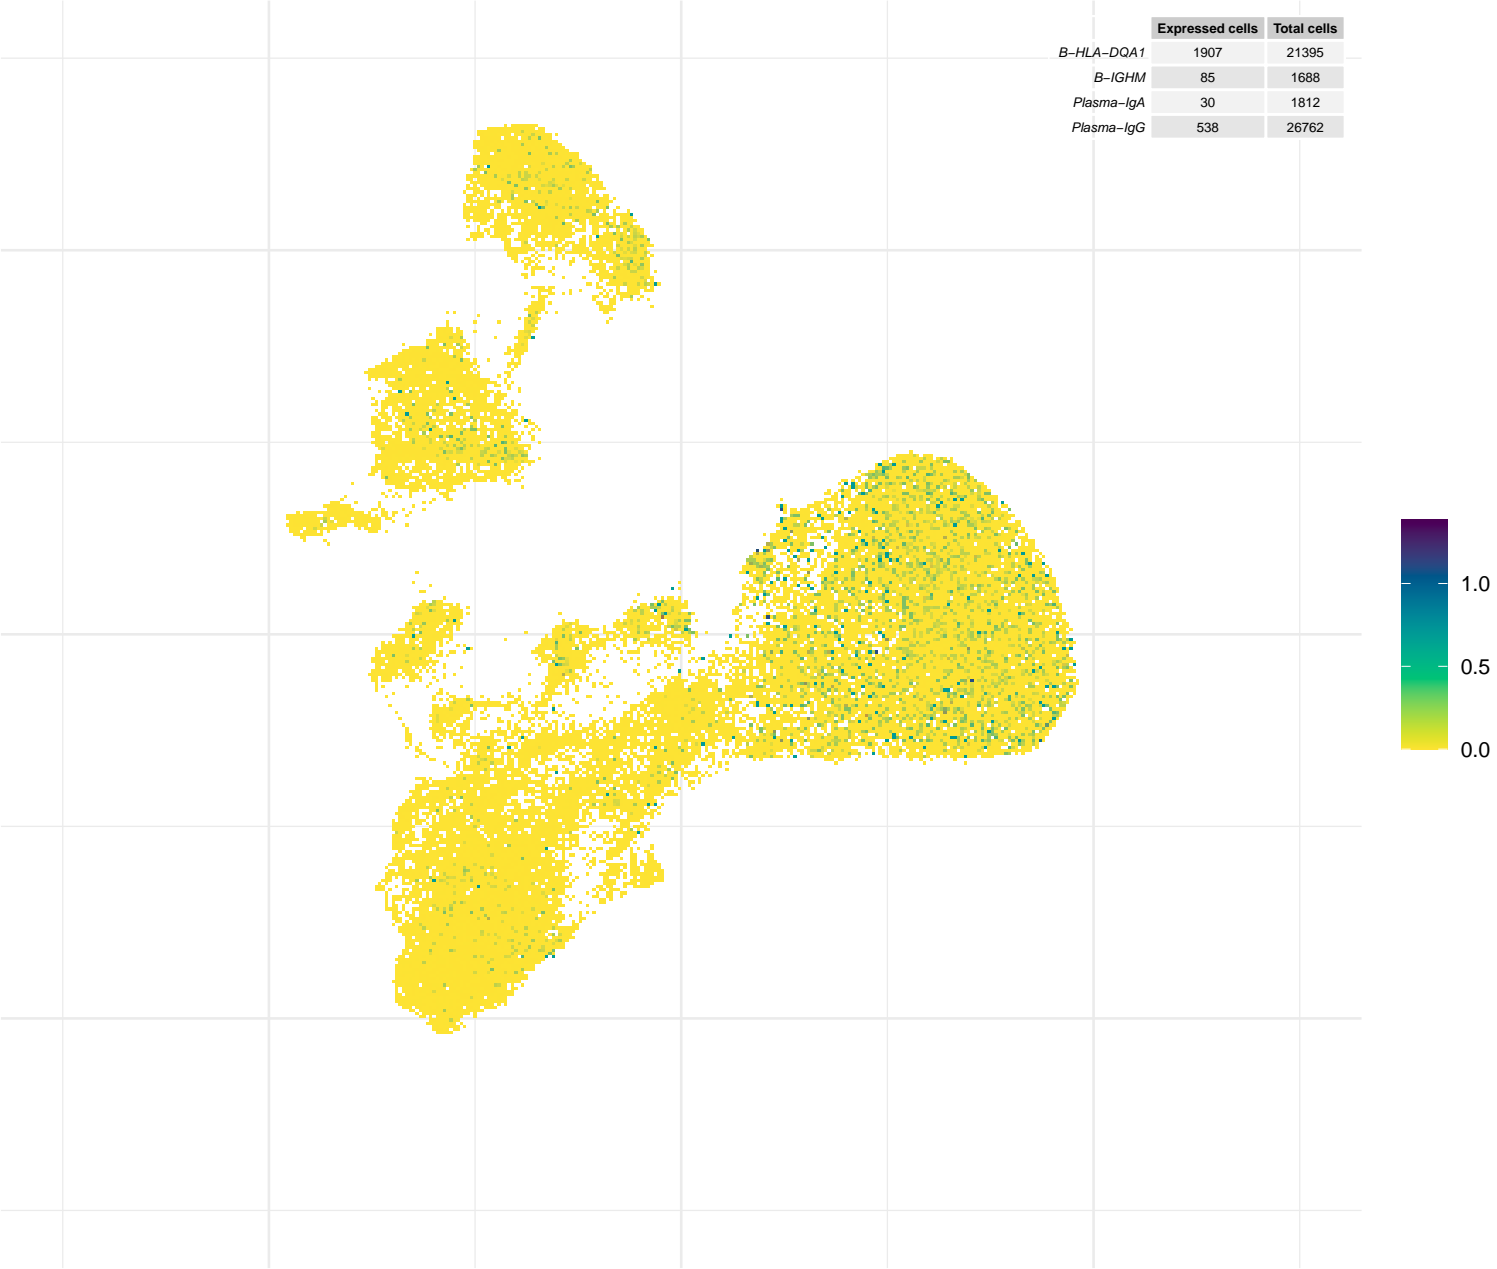 Expressed cells Total cells
B−HLA−DQA1 1907 21395
B−IGHM 85 1688
Plasma−IgA 30 1812
Plasma−IgG 538 26762
1.0
0.5
0.0